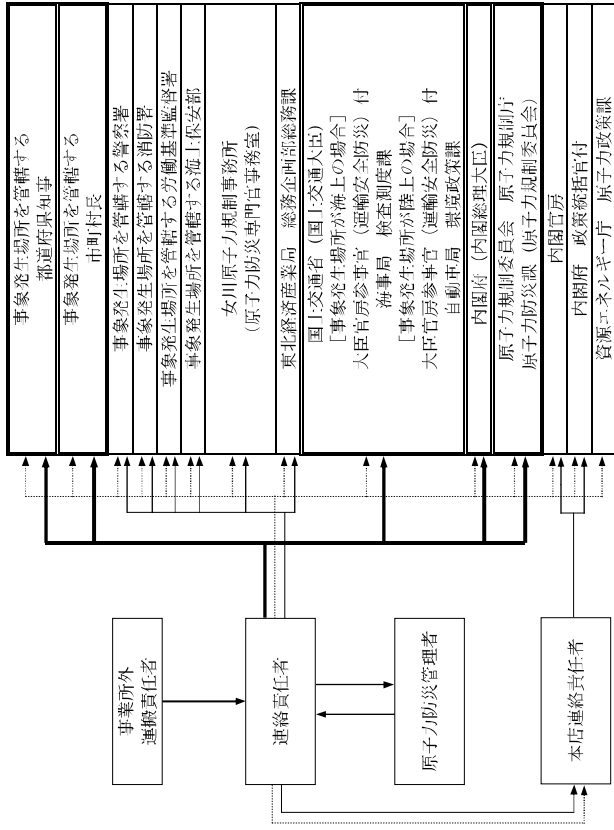 事業所外
運搬責任者
連絡責任者
原子力防災管理者
本店連絡責任者
事象発生場所を管轄する
都道府県知事
事象発生場所を管轄する
市町村長
事象発生場所を管轄する警察署
事象発生場所を管轄する消防署
事象発生場所を管轄する労働基準監督署
事象発生場所を管轄する海上保安部
女川原子力規制事務所
(原子力防災専門官事務室)
東北経済産業局　総務企画部総務課
国土交通省（国土交通大臣）
[事象発生場所が海上の場合]
大臣官房参事官（運輸安全防災）付
海事局　検査測度課
[事象発生場所が陸上の場合]
大臣官房参事官（運輸安全防災）付
自動車局　環境政策課
内閣府（内閣総理大臣）
原子力規制委員会　原子力規制庁
原子力防災課（原子力規制委員会）
内閣官房
内閣府　政策統括官付
資源エネルギー庁　原子力政策課